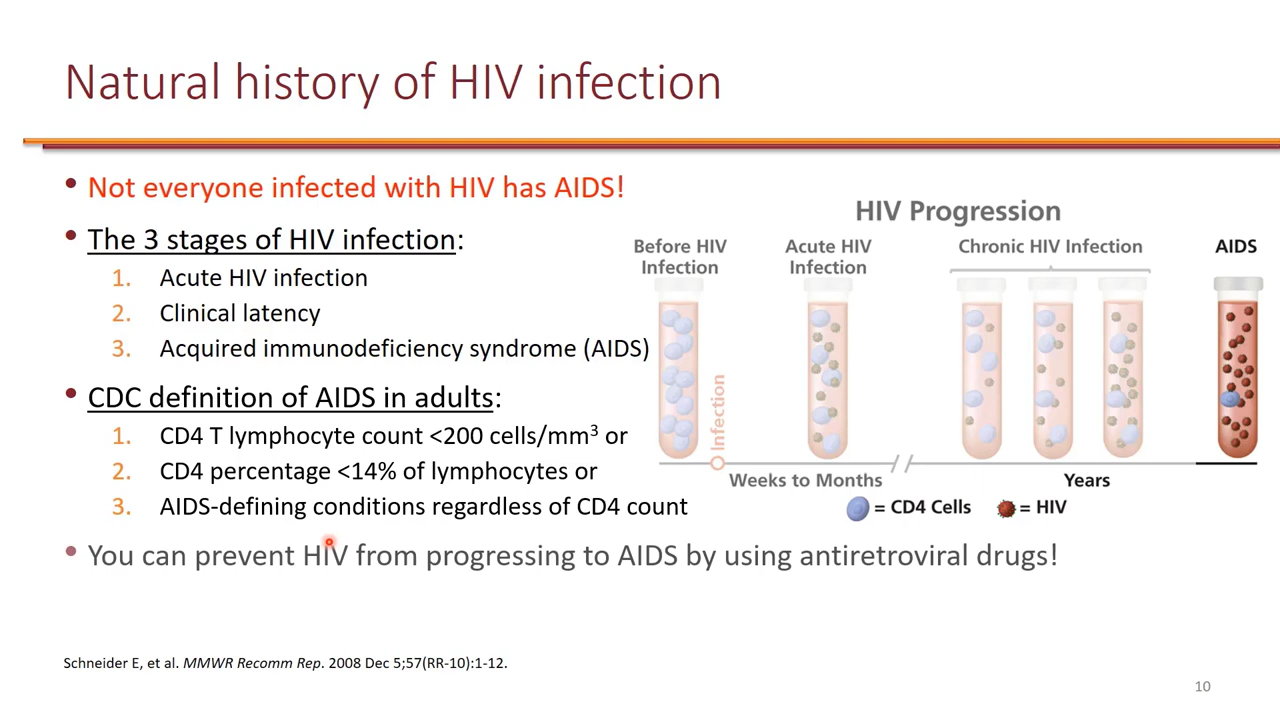 Natural history of HIV infection
• Not everyone infected with HIV has AIDS!
• The 3 stages of HIV infection:
1. Acute HIV infection
2. Clinical latency
3. Acquired immunodeficiency syndrome (AIDS)
• CDC definition of AIDS in adults:
1. CD4 T lymphocyte count <200 cells/mm³ or
2. CD4 percentage <14% of lymphocytes or
3. AIDS-defining conditions regardless of CD4 count
• You can prevent HIV from progressing to AIDS by using antiretroviral drugs!
HIV Progression
Before HIV
Infection
Acute HIV
Infection
Chronic HIV Infection
AIDS
Infection
Weeks to Months
Years
= CD4 Cells
= HIV
Schneider E, et al. MMWR Recomm Rep. 2008 Dec 5;57(RR-10):1-12.
10